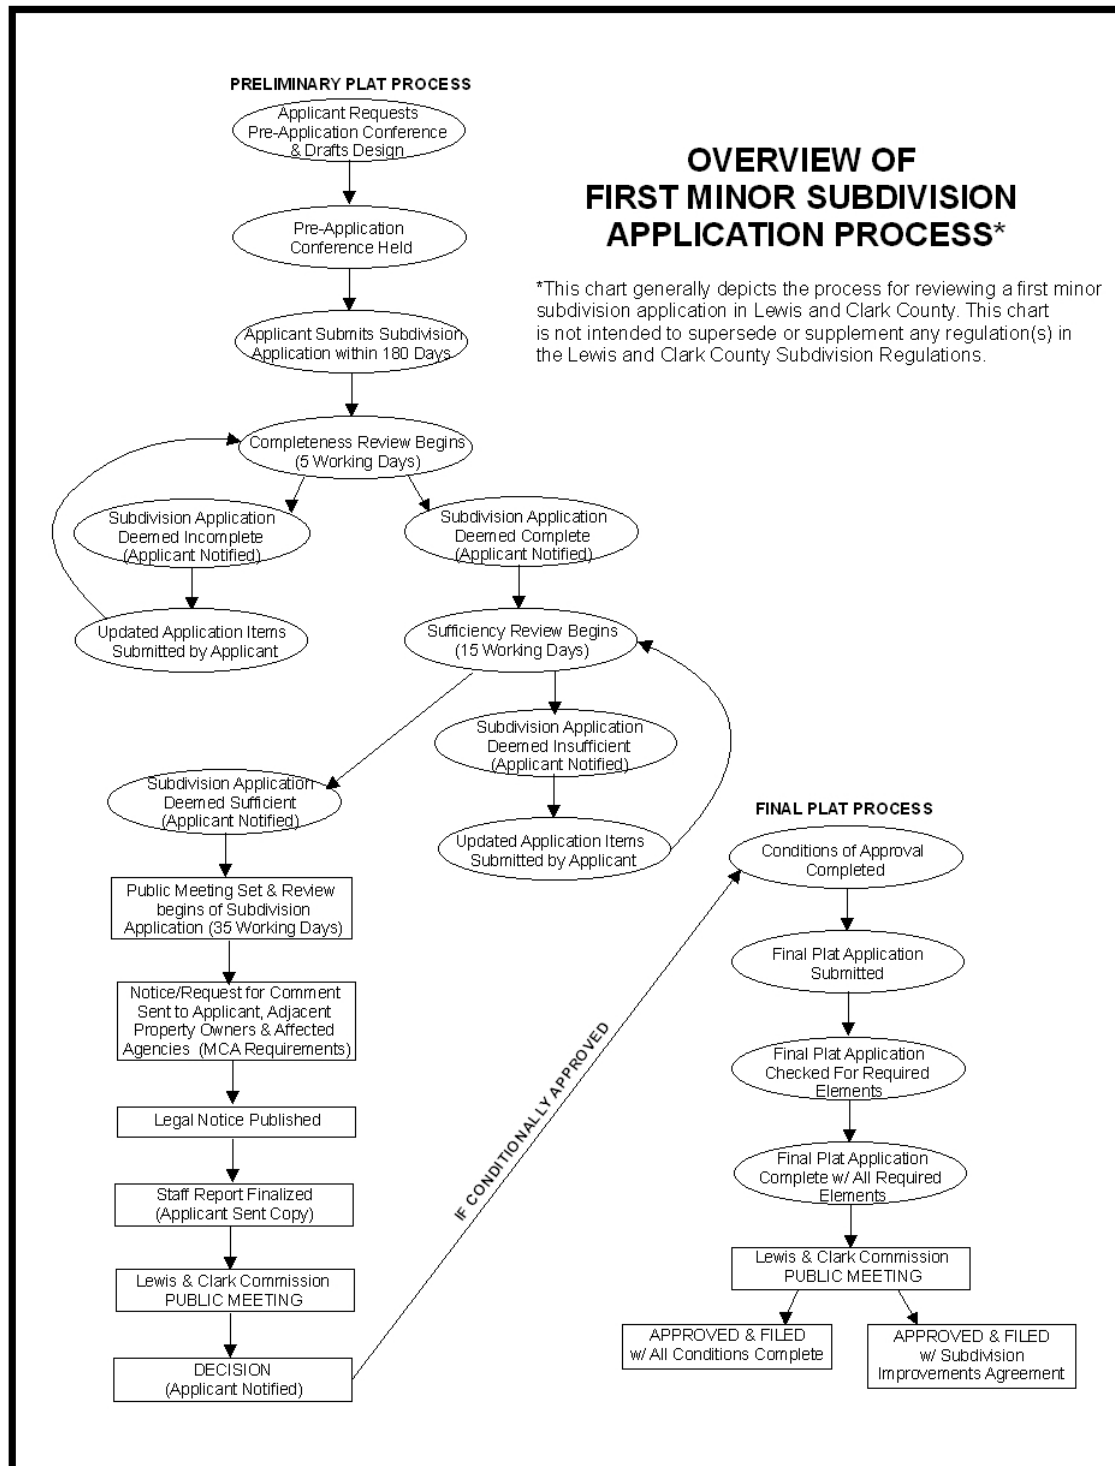 PRELIMINARY PLAT PROCESS
Applicant Requests
Pre-Application Conference
& Drafts Design
OVERVIEW OF
FIRST MINOR SUBDIVISION
APPLICATION PROCESS*
*This chart generally depicts the process for reviewing a first minor
subdivision application in Lewis and Clark County. This chart
is not intended to supersede or supplement any regulation(s) in
the Lewis and Clark County Subdivision Regulations.
Pre-Application
Conference Held
Applicant Submits Subdivision
Application within 180 Days
Completeness Review Begins
(5 Working Days)
Subdivision Application
Deemed Incomplete
(Applicant Notified)
Subdivision Application
Deemed Complete
(Applicant Notified)
Updated Application Items
Submitted by Applicant
Sufficiency Review Begins
(15 Working Days)
Subdivision Application
Deemed Insufficient
(Applicant Notified)
Subdivision Application
Deemed Sufficient
(Applicant Notified)
Updated Application Items
Submitted by Applicant
Public Meeting Set & Review
begins of Subdivision
Application (35 Working Days)
Notice/Request for Comment
Sent to Applicant, Adjacent
Property Owners & Affected
Agencies (MCA Requirements)
Legal Notice Published
Staff Report Finalized
(Applicant Sent Copy)
Lewis & Clark Commission
PUBLIC MEETING
DECISION
(Applicant Notified)
IF CONDITIONALLY APPROVED
FINAL PLAT PROCESS
Conditions of Approval
Completed
Final Plat Application
Submitted
Final Plat Application
Checked For Required
Elements
Final Plat Application
Complete w/ All Required
Elements
Lewis & Clark Commission
PUBLIC MEETING
APPROVED & FILED
w/ All Conditions Complete
APPROVED & FILED
w/ Subdivision
Improvements Agreement